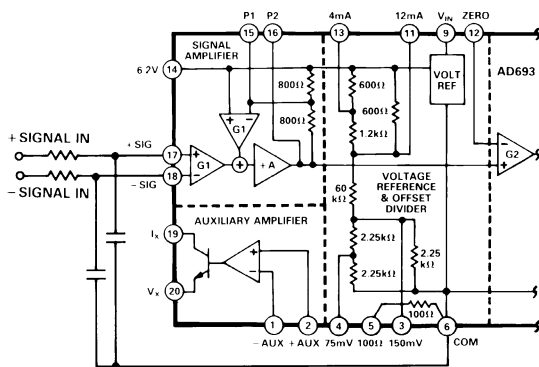 P1 P2 4mA 12mA VIN ZERO
15 16 13 11 9 12
SIGNAL
AMPLIFIER
AD693
6.2V 14
800Ω
800Ω
600Ω
600Ω
1.2kΩ
VOLT
REF
+ –
G1
+ SIGNAL IN
+ SIG
17
+
–
G1
+
+A
–
+
G2
– SIGNAL IN
– SIG
18
60
kΩ
VOLTAGE
REFERENCE
& OFFSET
DIVIDER
AUXILIARY AMPLIFIER
IX 19
+
–
2.25kΩ
2.25kΩ
2.25
kΩ
VX 20
100Ω
1 2 4 5 3 6
– AUX + AUX 75mV 100Ω 150mV COM